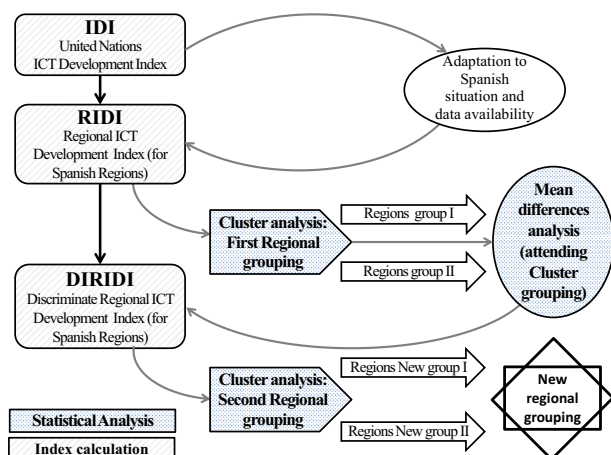 IDI
United Nations
ICT Development Index
Adaptation to
Spanish
situation and
data availability
RIDI
Regional ICT
Development Index (for
Spanish Regions)
Cluster analysis:
First Regional
grouping
Regions group I
Regions group II
Mean
differences
analysis
(attending
Cluster
grouping)
DIRIDI
Discriminate Regional ICT
Development Index (for
Spanish Regions)
Cluster analysis:
Second Regional
grouping
Regions New group I
Regions New group II
New
regional
grouping
Statistical Analysis
Index calculation